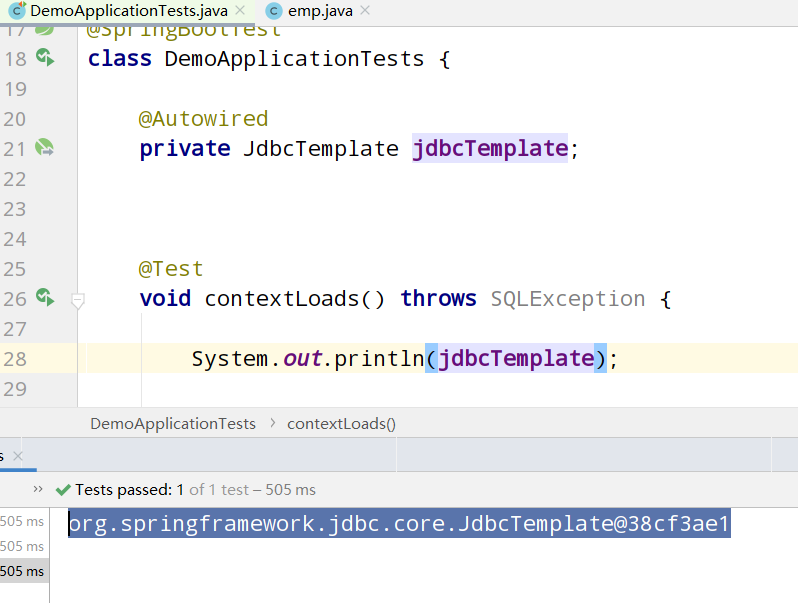 DemoApplicationTests.java emp.java
17 @SpringBootTest
18 class DemoApplicationTests {
19
20 @Autowired
21 private JdbcTemplate jdbcTemplate;
22
23
24
25 @Test
26 void contextLoads() throws SQLException {
27
28 System.out.println(jdbcTemplate);
29
DemoApplicationTests › contextLoads()
s
Tests passed: 1 of 1 test – 505 ms
505 ms org.springframework.jdbc.core.JdbcTemplate@38cf3ae1
505 ms
505 ms